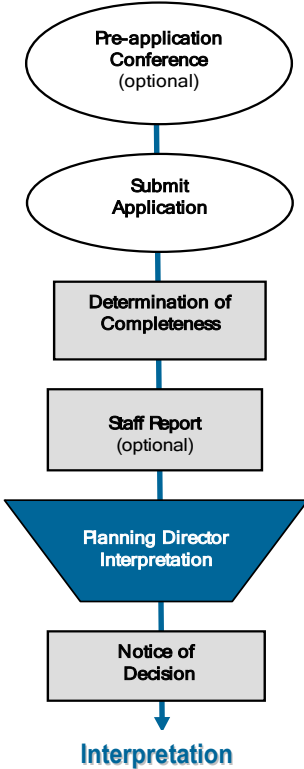 Pre-application
Conference
(optional)
Submit
Application
Determination of
Completeness
Staff Report
(optional)
Planning Director
Interpretation
Notice of
Decision
Interpretation